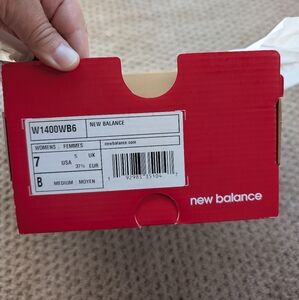 W1400WB6 NEW BALANCE
WOMENS / FEMMES newbalance.com
7 USA 5 UK
37½ EUR
B MEDIUM / MOYEN
new balance